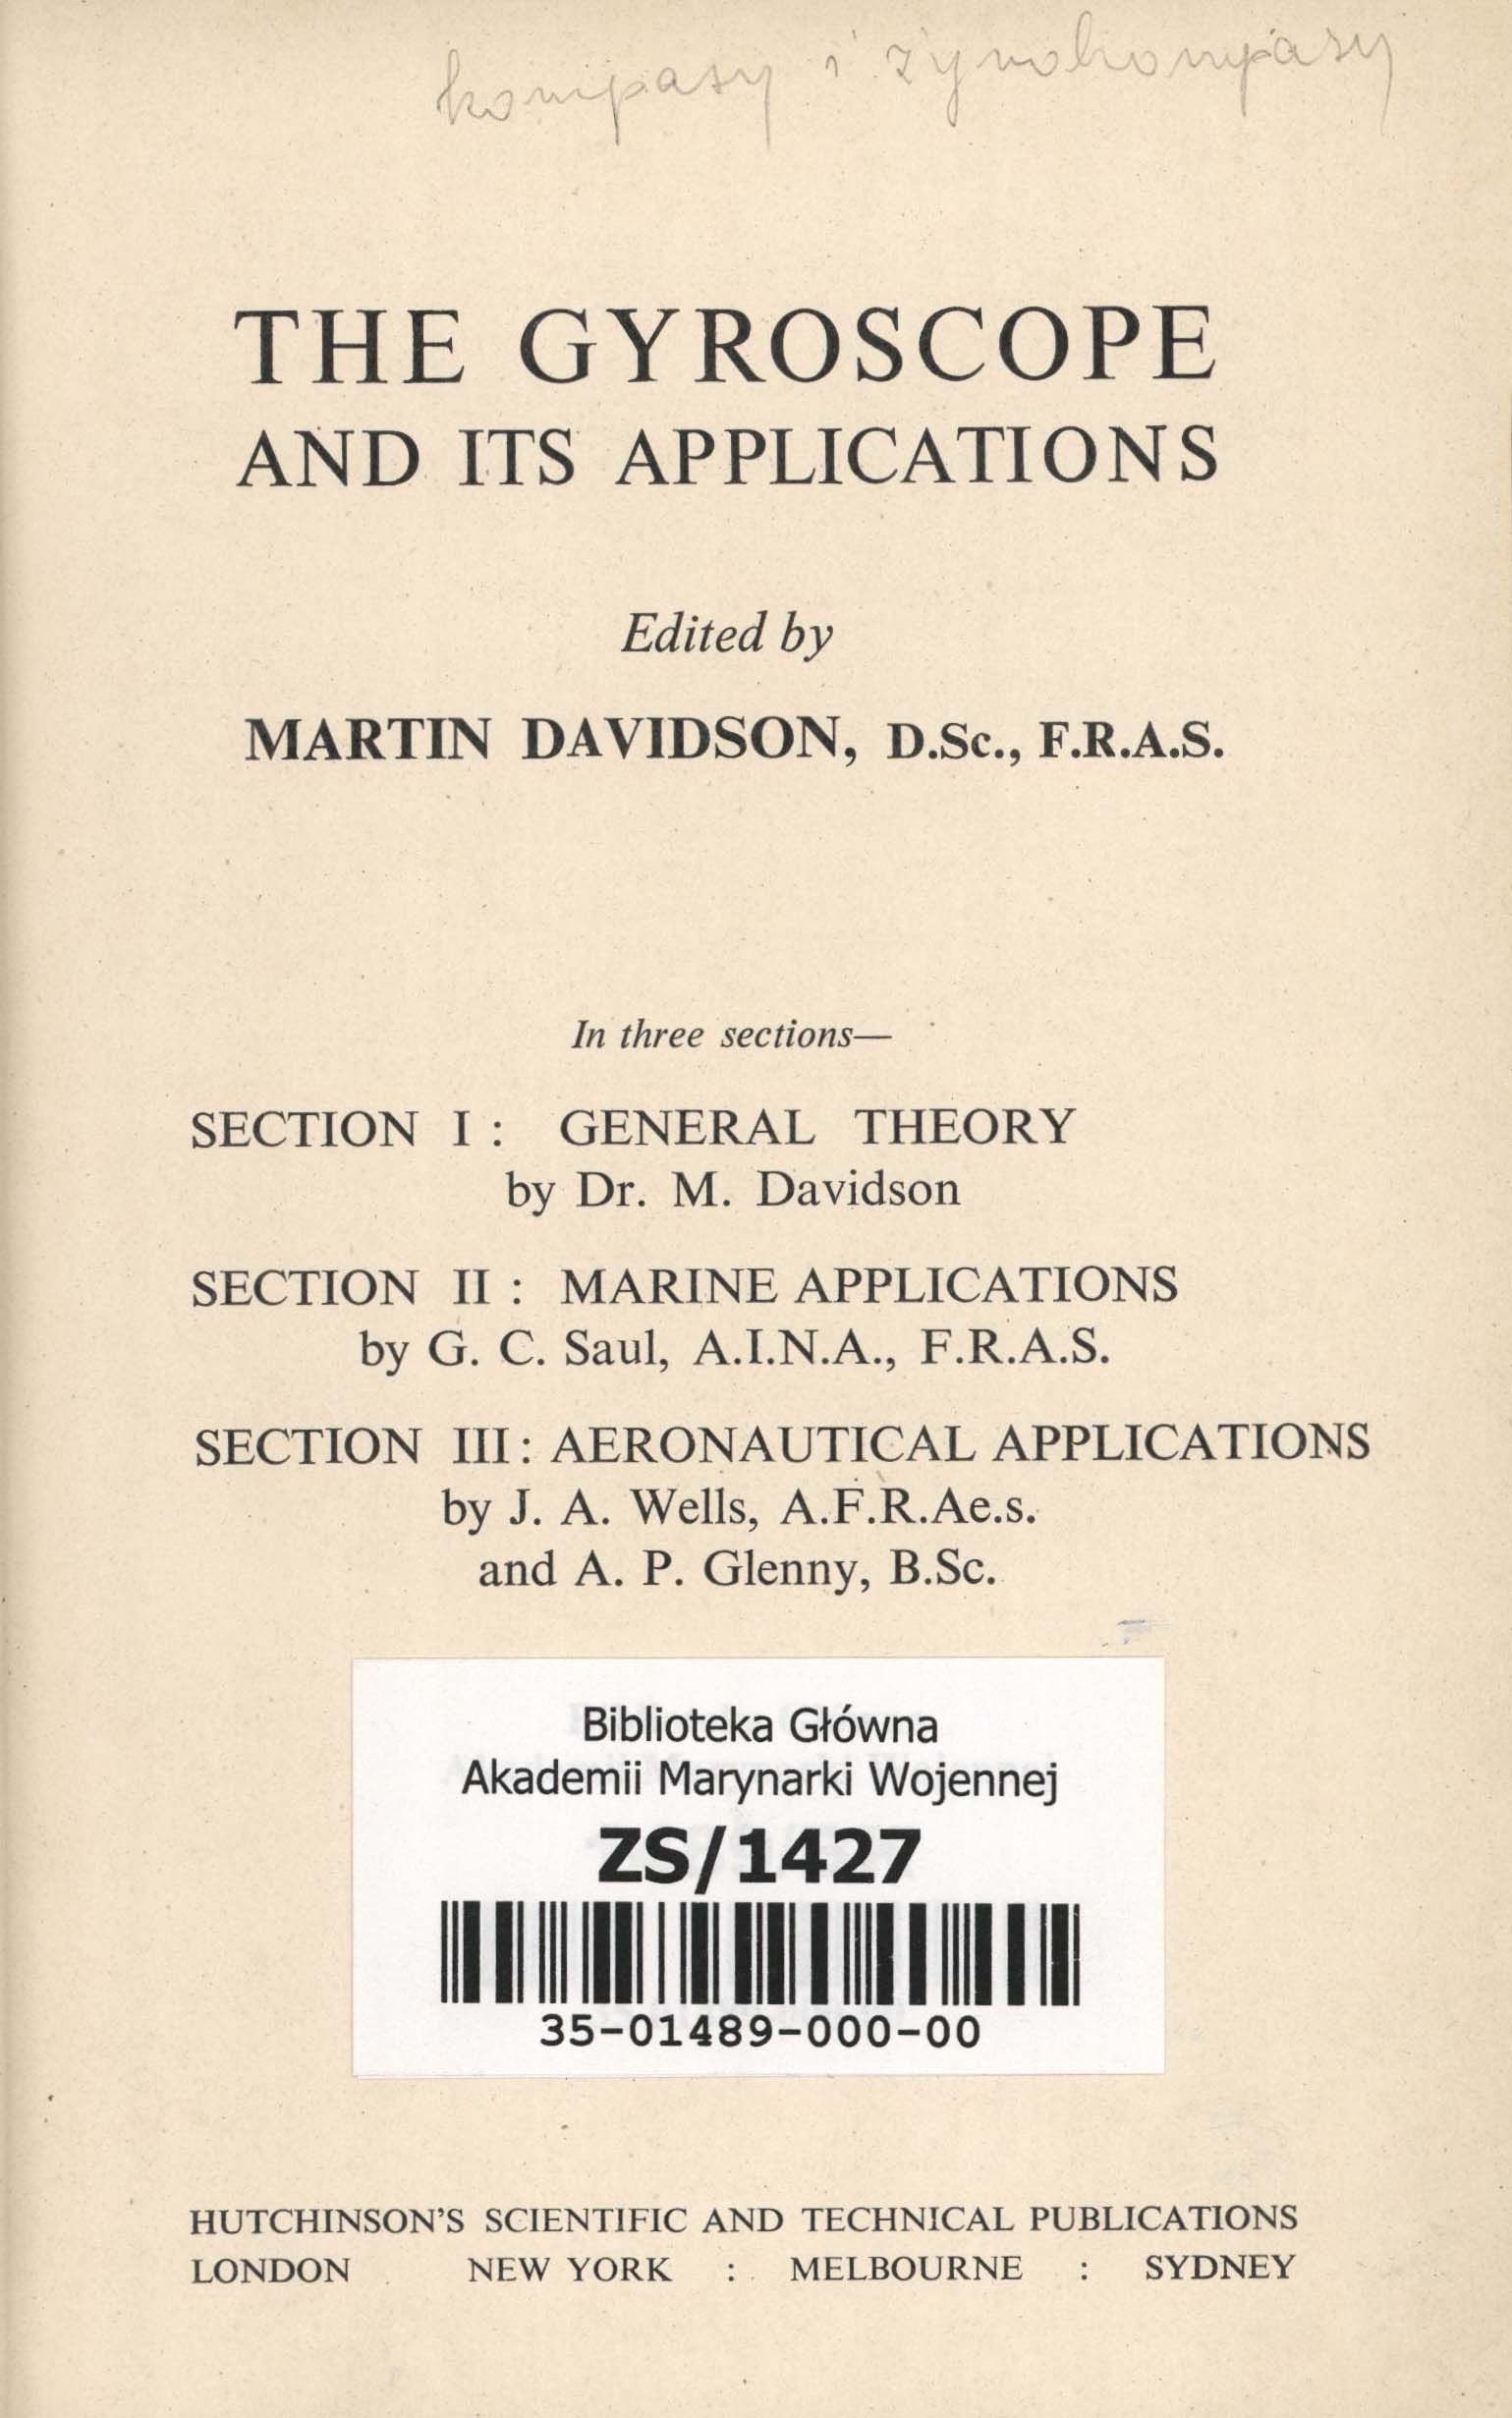 kompasy i żyrokompasy
THE GYROSCOPE
AND ITS APPLICATIONS
Edited by
MARTIN DAVIDSON, D.Sc., F.R.A.S.
In three sections—
SECTION I : GENERAL THEORY
by Dr. M. Davidson
SECTION II : MARINE APPLICATIONS
by G. C. Saul, A.I.N.A., F.R.A.S.
SECTION III : AERONAUTICAL APPLICATIONS
by J. A. Wells, A.F.R.Ae.s.
and A. P. Glenny, B.Sc.
Biblioteka Główna
Akademii Marynarki Wojennej
ZS/1427
35-01489-000-00
HUTCHINSON'S SCIENTIFIC AND TECHNICAL PUBLICATIONS
LONDON NEW YORK : MELBOURNE : SYDNEY